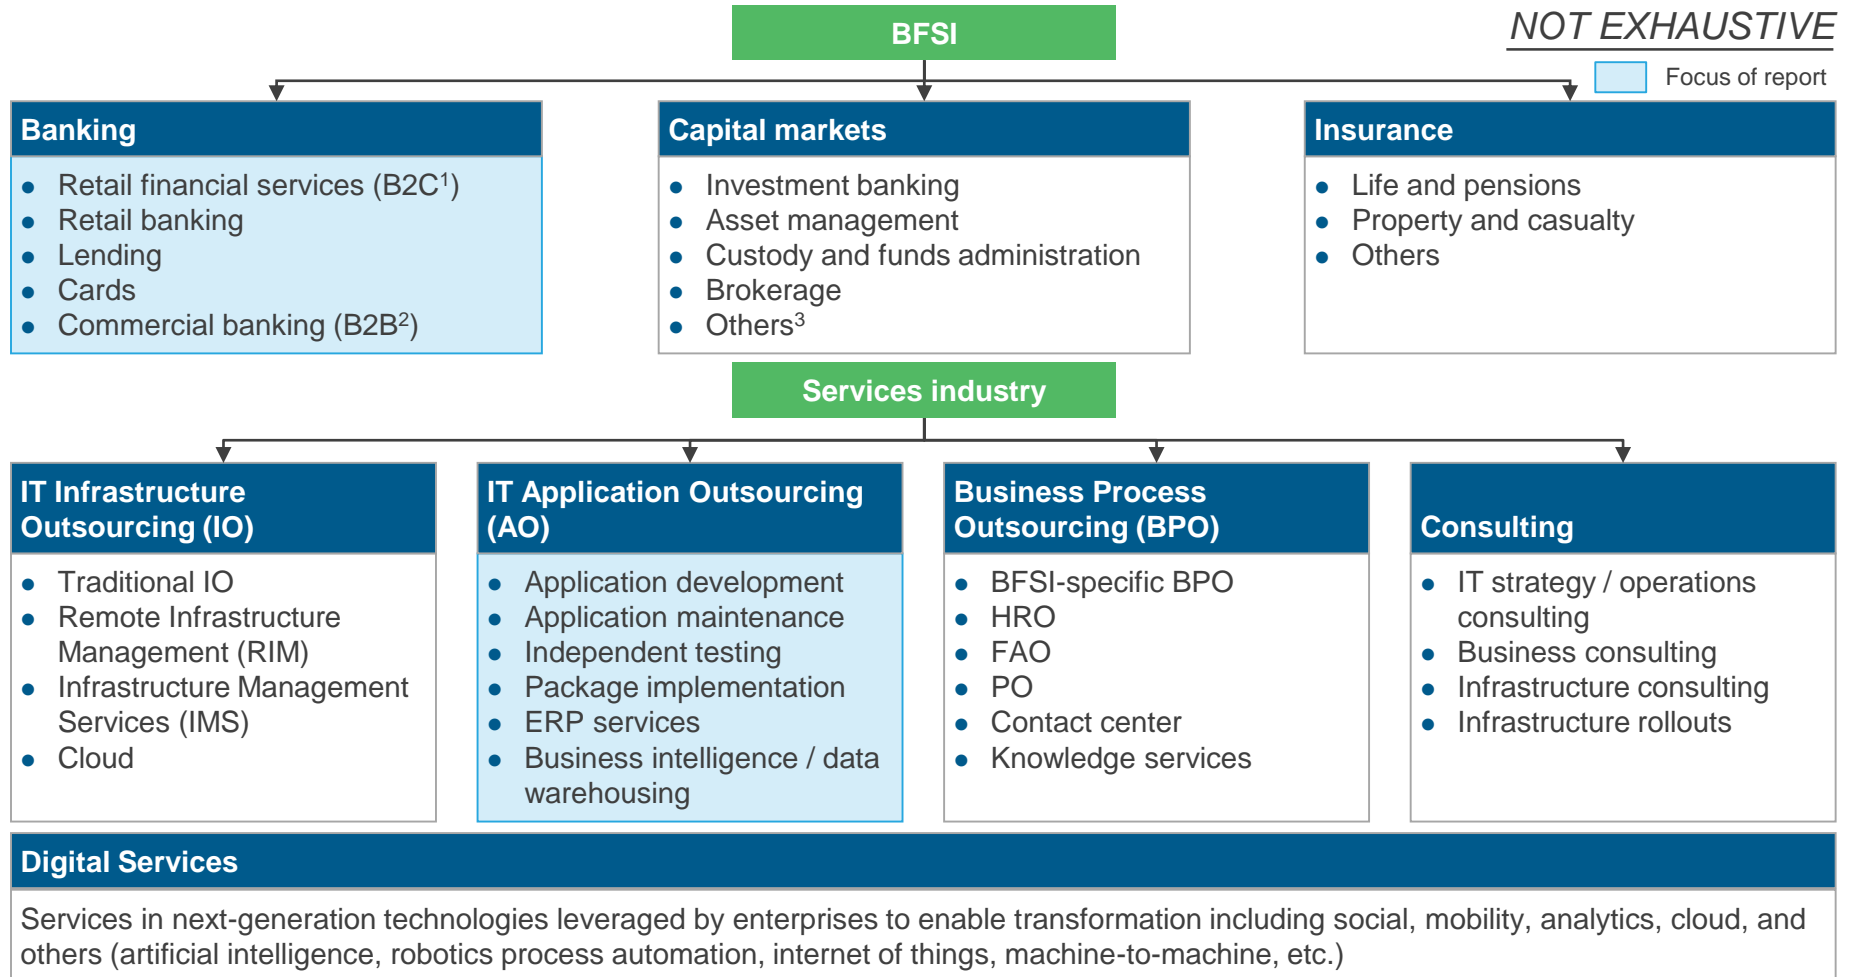 BFSI
NOT EXHAUSTIVE
Focus of report
Banking
● Retail financial services (B2C¹)
● Retail banking
● Lending
● Cards
● Commercial banking (B2B²)
Capital markets
● Investment banking
● Asset management
● Custody and funds administration
● Brokerage
● Others³
Insurance
● Life and pensions
● Property and casualty
● Others
Services industry
IT Infrastructure
Outsourcing (IO)
● Traditional IO
● Remote Infrastructure
Management (RIM)
● Infrastructure Management
Services (IMS)
● Cloud
IT Application Outsourcing
(AO)
● Application development
● Application maintenance
● Independent testing
● Package implementation
● ERP services
● Business intelligence / data
warehousing
Business Process
Outsourcing (BPO)
● BFSI-specific BPO
● HRO
● FAO
● PO
● Contact center
● Knowledge services
Consulting
● IT strategy / operations
consulting
● Business consulting
● Infrastructure consulting
● Infrastructure rollouts
Digital Services
Services in next-generation technologies leveraged by enterprises to enable transformation including social, mobility, analytics, cloud, and
others (artificial intelligence, robotics process automation, internet of things, machine-to-machine, etc.)